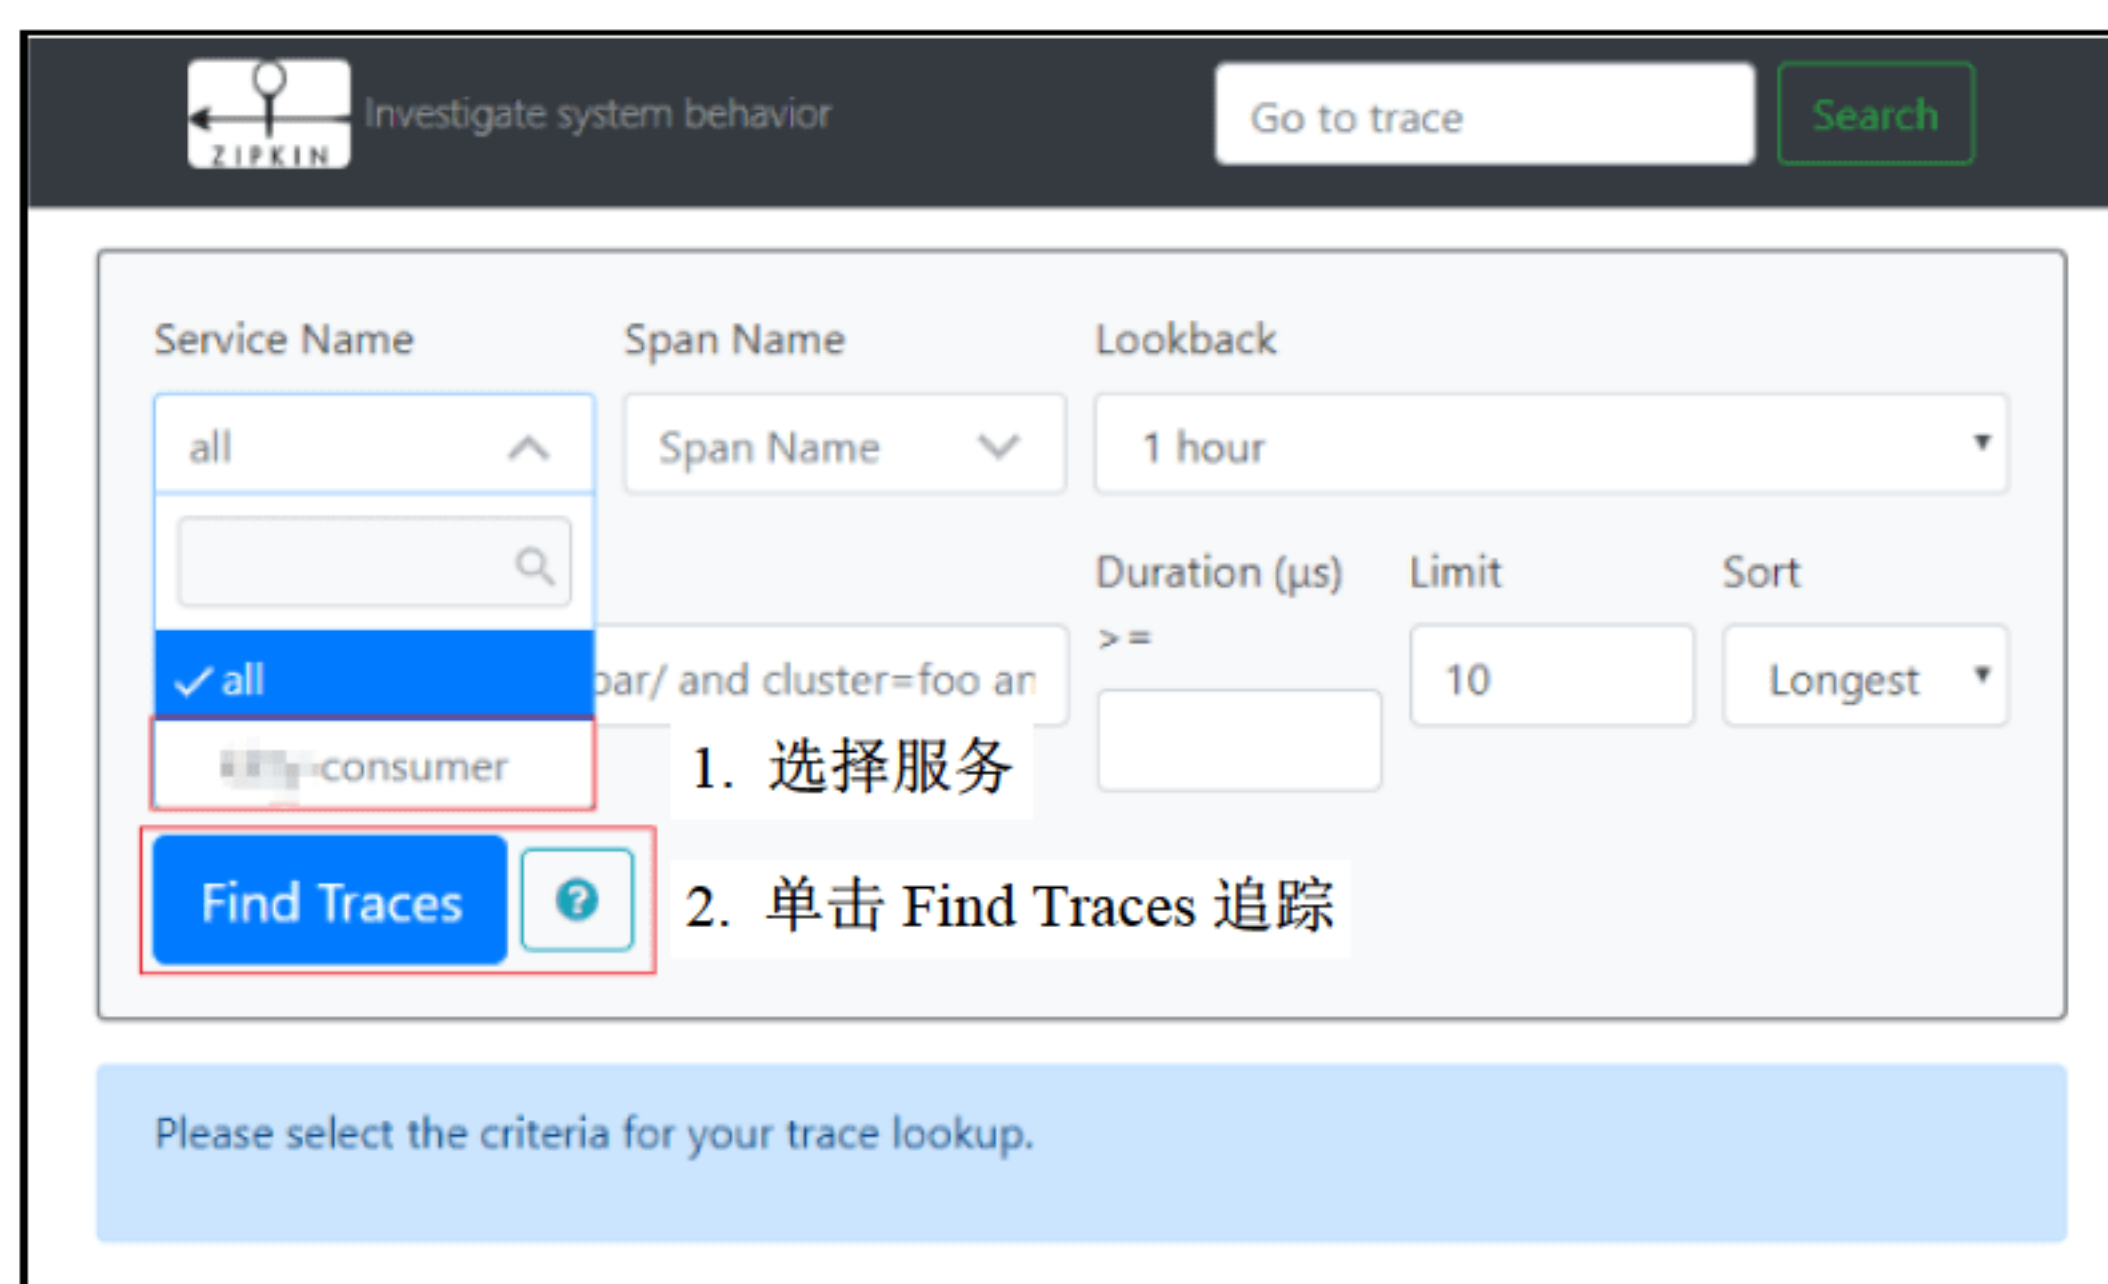 ZIPKIN
Investigate system behavior
Go to trace
Search
Service Name
Span Name
Lookback
all
Span Name
1 hour
Duration (μs)
Limit
Sort
>=
all
bar/ and cluster=foo an
10
Longest
-consumer
1. 选择服务
Find Traces
?
2. 单击 Find Traces 追踪
Please select the criteria for your trace lookup.